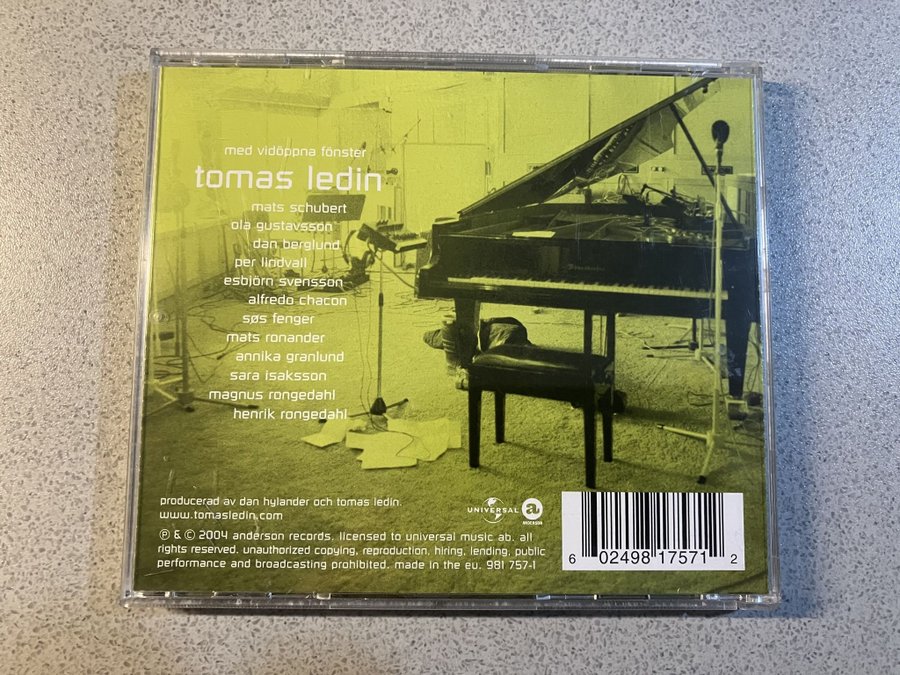 med vidöppna fönster
tomas ledin
mats schubert
ola gustavsson
dan berglund
per lindvall
esbjörn svensson
alfredo chacon
søs fenger
mats ronander
annika granlund
sara isaksson
magnus rongedahl
henrik rongedahl
producerad av dan hylander och tomas ledin.
www.tomasledin.com
℗ & © 2004 anderson records. licensed to universal music ab. all
rights reserved. unauthorized copying, reproduction, hiring, lending, public
performance and broadcasting prohibited. made in the eu. 981 757-1
UNIVERSAL
a
ANDERSON
6 02498 17571 2